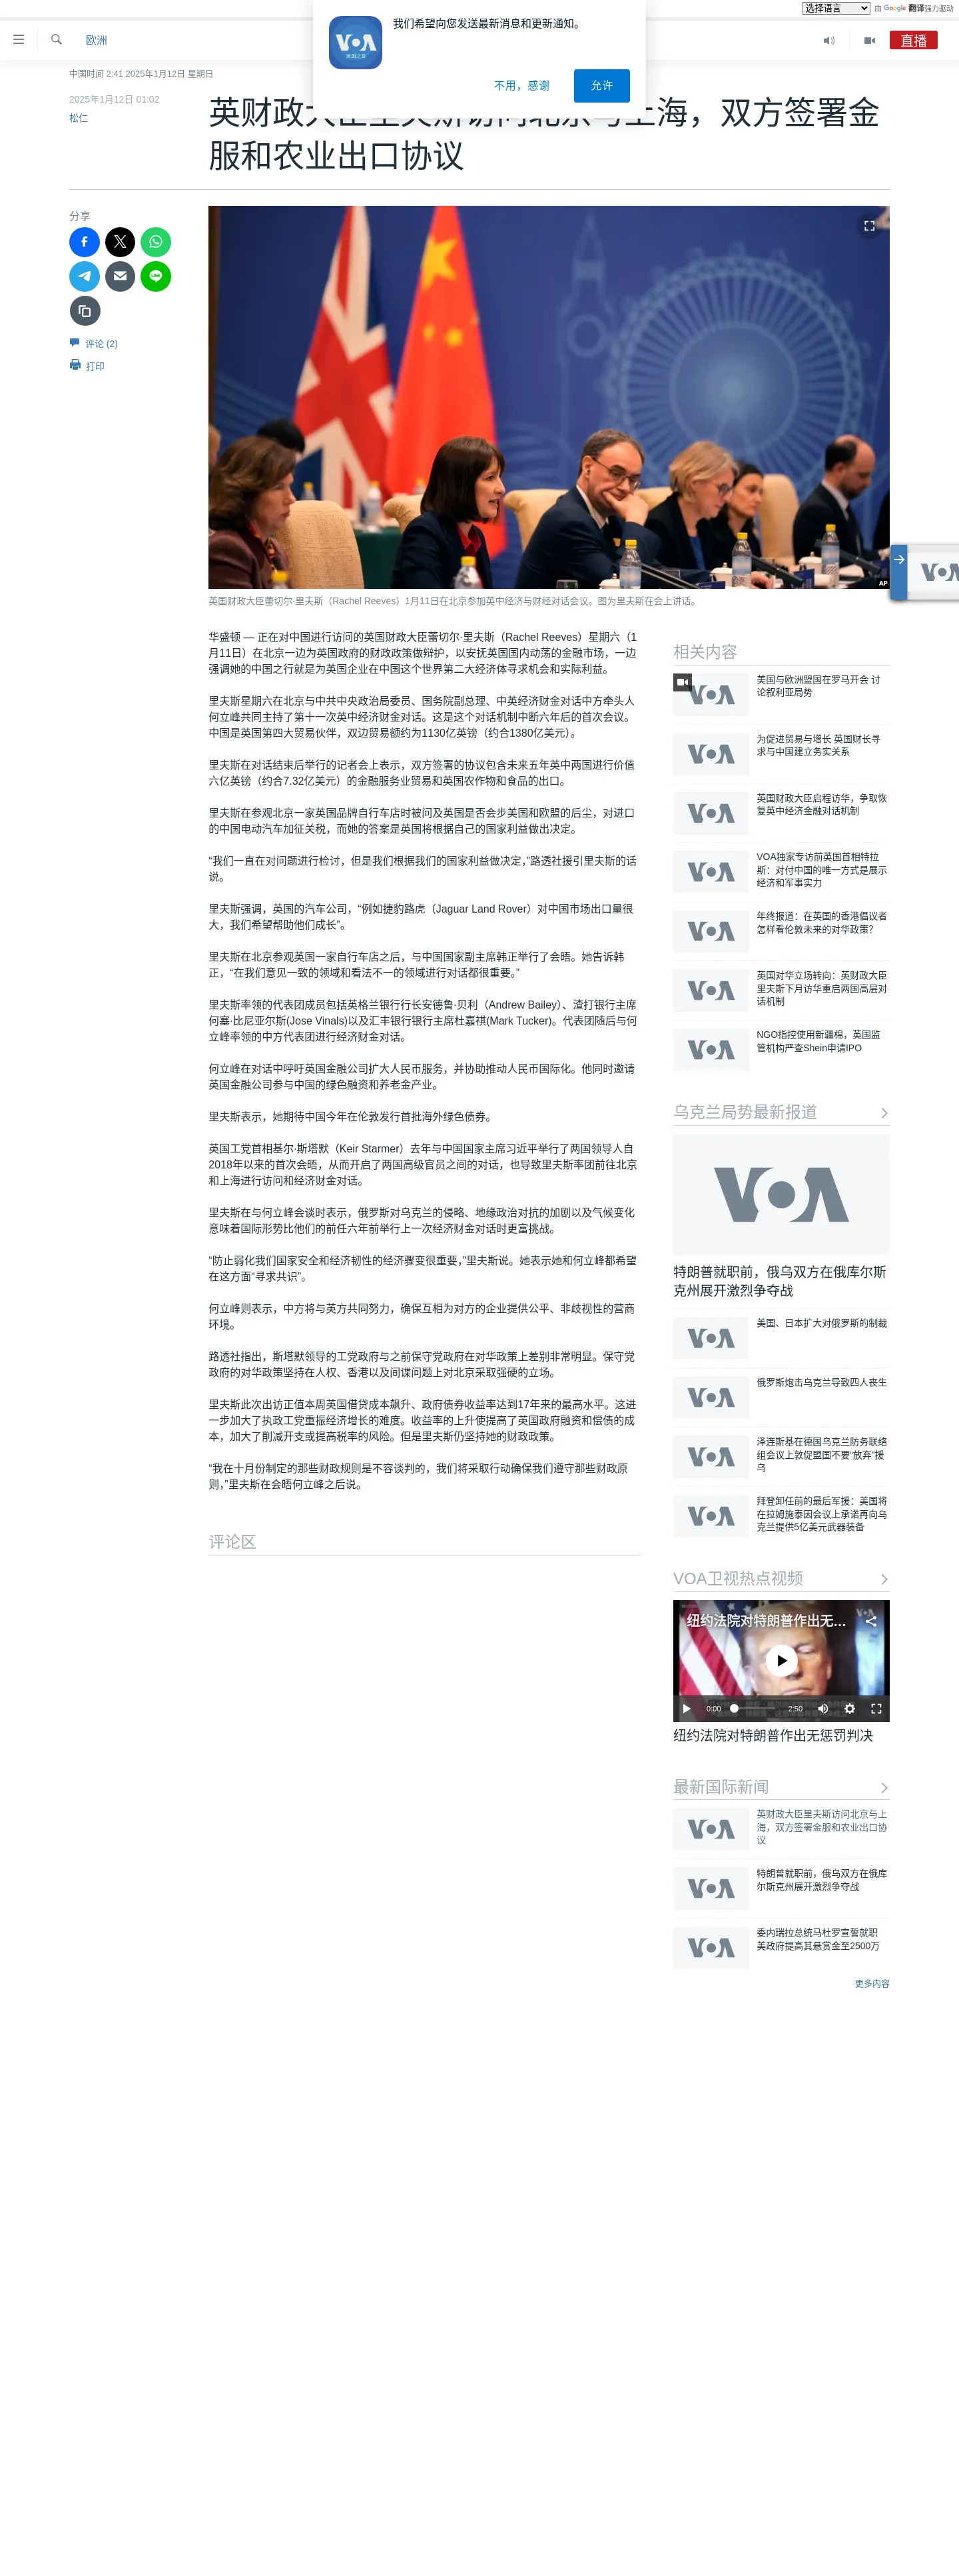 选择语言
由 Google 翻译强力驱动
欧洲
直播
VOA
美国之音
我们希望向您发送最新消息和更新通知。
不用，感谢
允许
中国时间 2:41 2025年1月12日 星期日
2025年1月12日 01:02
松仁
英财政大臣里夫斯访问北京与上海，双方签署金
服和农业出口协议
分享
评论 (2)
打印
AP
英国财政大臣蕾切尔·里夫斯（Rachel Reeves）1月11日在北京参加英中经济与财经对话会议。图为里夫斯在会上讲话。
华盛顿 — 正在对中国进行访问的英国财政大臣蕾切尔·里夫斯（Rachel Reeves）星期六（1
月11日）在北京一边为英国政府的财政政策做辩护，以安抚英国国内动荡的金融市场，一边
强调她的中国之行就是为英国企业在中国这个世界第二大经济体寻求机会和实际利益。
里夫斯星期六在北京与中共中央政治局委员、国务院副总理、中英经济财金对话中方牵头人
何立峰共同主持了第十一次英中经济财金对话。这是这个对话机制中断六年后的首次会议。
中国是英国第四大贸易伙伴，双边贸易额约为1130亿英镑（约合1380亿美元）。
里夫斯在对话结束后举行的记者会上表示，双方签署的协议包含未来五年英中两国进行价值
六亿英镑（约合7.32亿美元）的金融服务业贸易和英国农作物和食品的出口。
里夫斯在参观北京一家英国品牌自行车店时被问及英国是否会步美国和欧盟的后尘，对进口
的中国电动汽车加征关税，而她的答案是英国将根据自己的国家利益做出决定。
“我们一直在对问题进行检讨，但是我们根据我们的国家利益做决定，”路透社援引里夫斯的话
说。
里夫斯强调，英国的汽车公司，“例如捷豹路虎（Jaguar Land Rover）对中国市场出口量很
大，我们希望帮助他们成长”。
里夫斯在北京参观英国一家自行车店之后，与中国国家副主席韩正举行了会晤。她告诉韩
正，“在我们意见一致的领域和看法不一的领域进行对话都很重要。”
里夫斯率领的代表团成员包括英格兰银行行长安德鲁·贝利（Andrew Bailey）、渣打银行主席
何塞·比尼亚尔斯(Jose Vinals)以及汇丰银行银行主席杜嘉祺(Mark Tucker)。代表团随后与何
立峰率领的中方代表团进行经济财金对话。
何立峰在对话中呼吁英国金融公司扩大人民币服务，并协助推动人民币国际化。他同时邀请
英国金融公司参与中国的绿色融资和养老金产业。
里夫斯表示，她期待中国今年在伦敦发行首批海外绿色债券。
英国工党首相基尔·斯塔默（Keir Starmer）去年与中国国家主席习近平举行了两国领导人自
2018年以来的首次会晤，从而开启了两国高级官员之间的对话，也导致里夫斯率团前往北京
和上海进行访问和经济财金对话。
里夫斯在与何立峰会谈时表示，俄罗斯对乌克兰的侵略、地缘政治对抗的加剧以及气候变化
意味着国际形势比他们的前任六年前举行上一次经济财金对话时更富挑战。
“防止弱化我们国家安全和经济韧性的经济骤变很重要，”里夫斯说。她表示她和何立峰都希望
在这方面“寻求共识”。
何立峰则表示，中方将与英方共同努力，确保互相为对方的企业提供公平、非歧视性的营商
环境。
路透社指出，斯塔默领导的工党政府与之前保守党政府在对华政策上差别非常明显。保守党
政府的对华政策坚持在人权、香港以及间谍问题上对北京采取强硬的立场。
里夫斯此次出访正值本周英国借贷成本飙升、政府债券收益率达到17年来的最高水平。这进
一步加大了执政工党重振经济增长的难度。收益率的上升使提高了英国政府融资和偿债的成
本，加大了削减开支或提高税率的风险。但是里夫斯仍坚持她的财政政策。
“我在十月份制定的那些财政规则是不容谈判的，我们将采取行动确保我们遵守那些财政原
则，”里夫斯在会晤何立峰之后说。
评论区
相关内容
美国与欧洲盟国在罗马开会 讨
论叙利亚局势
为促进贸易与增长 英国财长寻
求与中国建立务实关系
英国财政大臣启程访华，争取恢
复英中经济金融对话机制
VOA独家专访前英国首相特拉
斯：对付中国的唯一方式是展示
经济和军事实力
年终报道：在英国的香港倡议者
怎样看伦敦未来的对华政策？
英国对华立场转向：英财政大臣
里夫斯下月访华重启两国高层对
话机制
NGO指控使用新疆棉，英国监
管机构严查Shein申请IPO
乌克兰局势最新报道
VOA
特朗普就职前，俄乌双方在俄库尔斯
克州展开激烈争夺战
美国、日本扩大对俄罗斯的制裁
俄罗斯炮击乌克兰导致四人丧生
泽连斯基在德国乌克兰防务联络
组会议上敦促盟国不要“放弃”援
乌
拜登卸任前的最后军援：美国将
在拉姆施泰因会议上承诺再向乌
克兰提供5亿美元武器装备
VOA卫视热点视频
纽约法院对特朗普作出无...
0:00
2:50
纽约法院对特朗普作出无惩罚判决
最新国际新闻
英财政大臣里夫斯访问北京与上
海，双方签署金服和农业出口协
议
特朗普就职前，俄乌双方在俄库
尔斯克州展开激烈争夺战
委内瑞拉总统马杜罗宣誓就职
美政府提高其悬赏金至2500万
更多内容